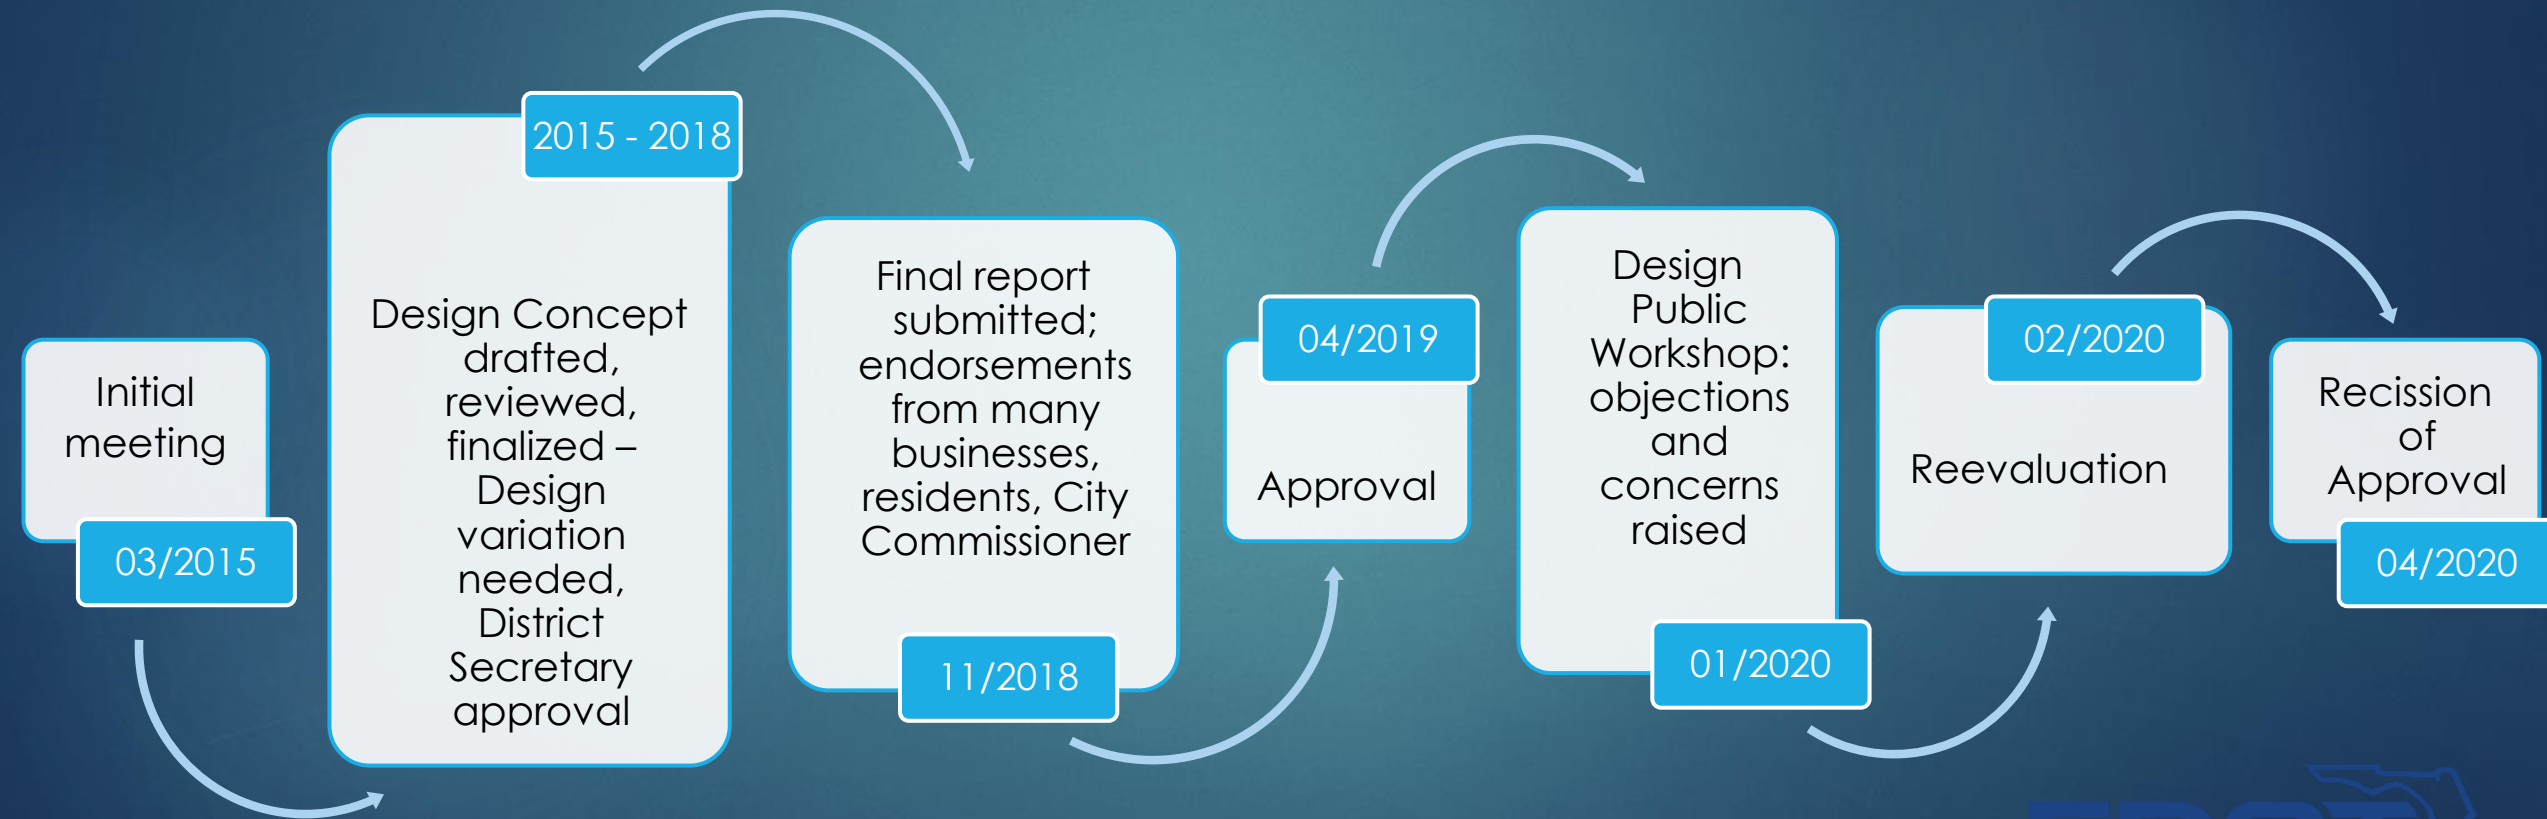 Initial
meeting
03/2015
2015 - 2018
Design Concept
drafted,
reviewed,
finalized –
Design
variation
needed,
District
Secretary
approval
Final report
submitted;
endorsements
from many
businesses,
residents, City
Commissioner
11/2018
04/2019
Approval
Design
Public
Workshop:
objections
and
concerns
raised
01/2020
02/2020
Reevaluation
Recission
of
Approval
04/2020